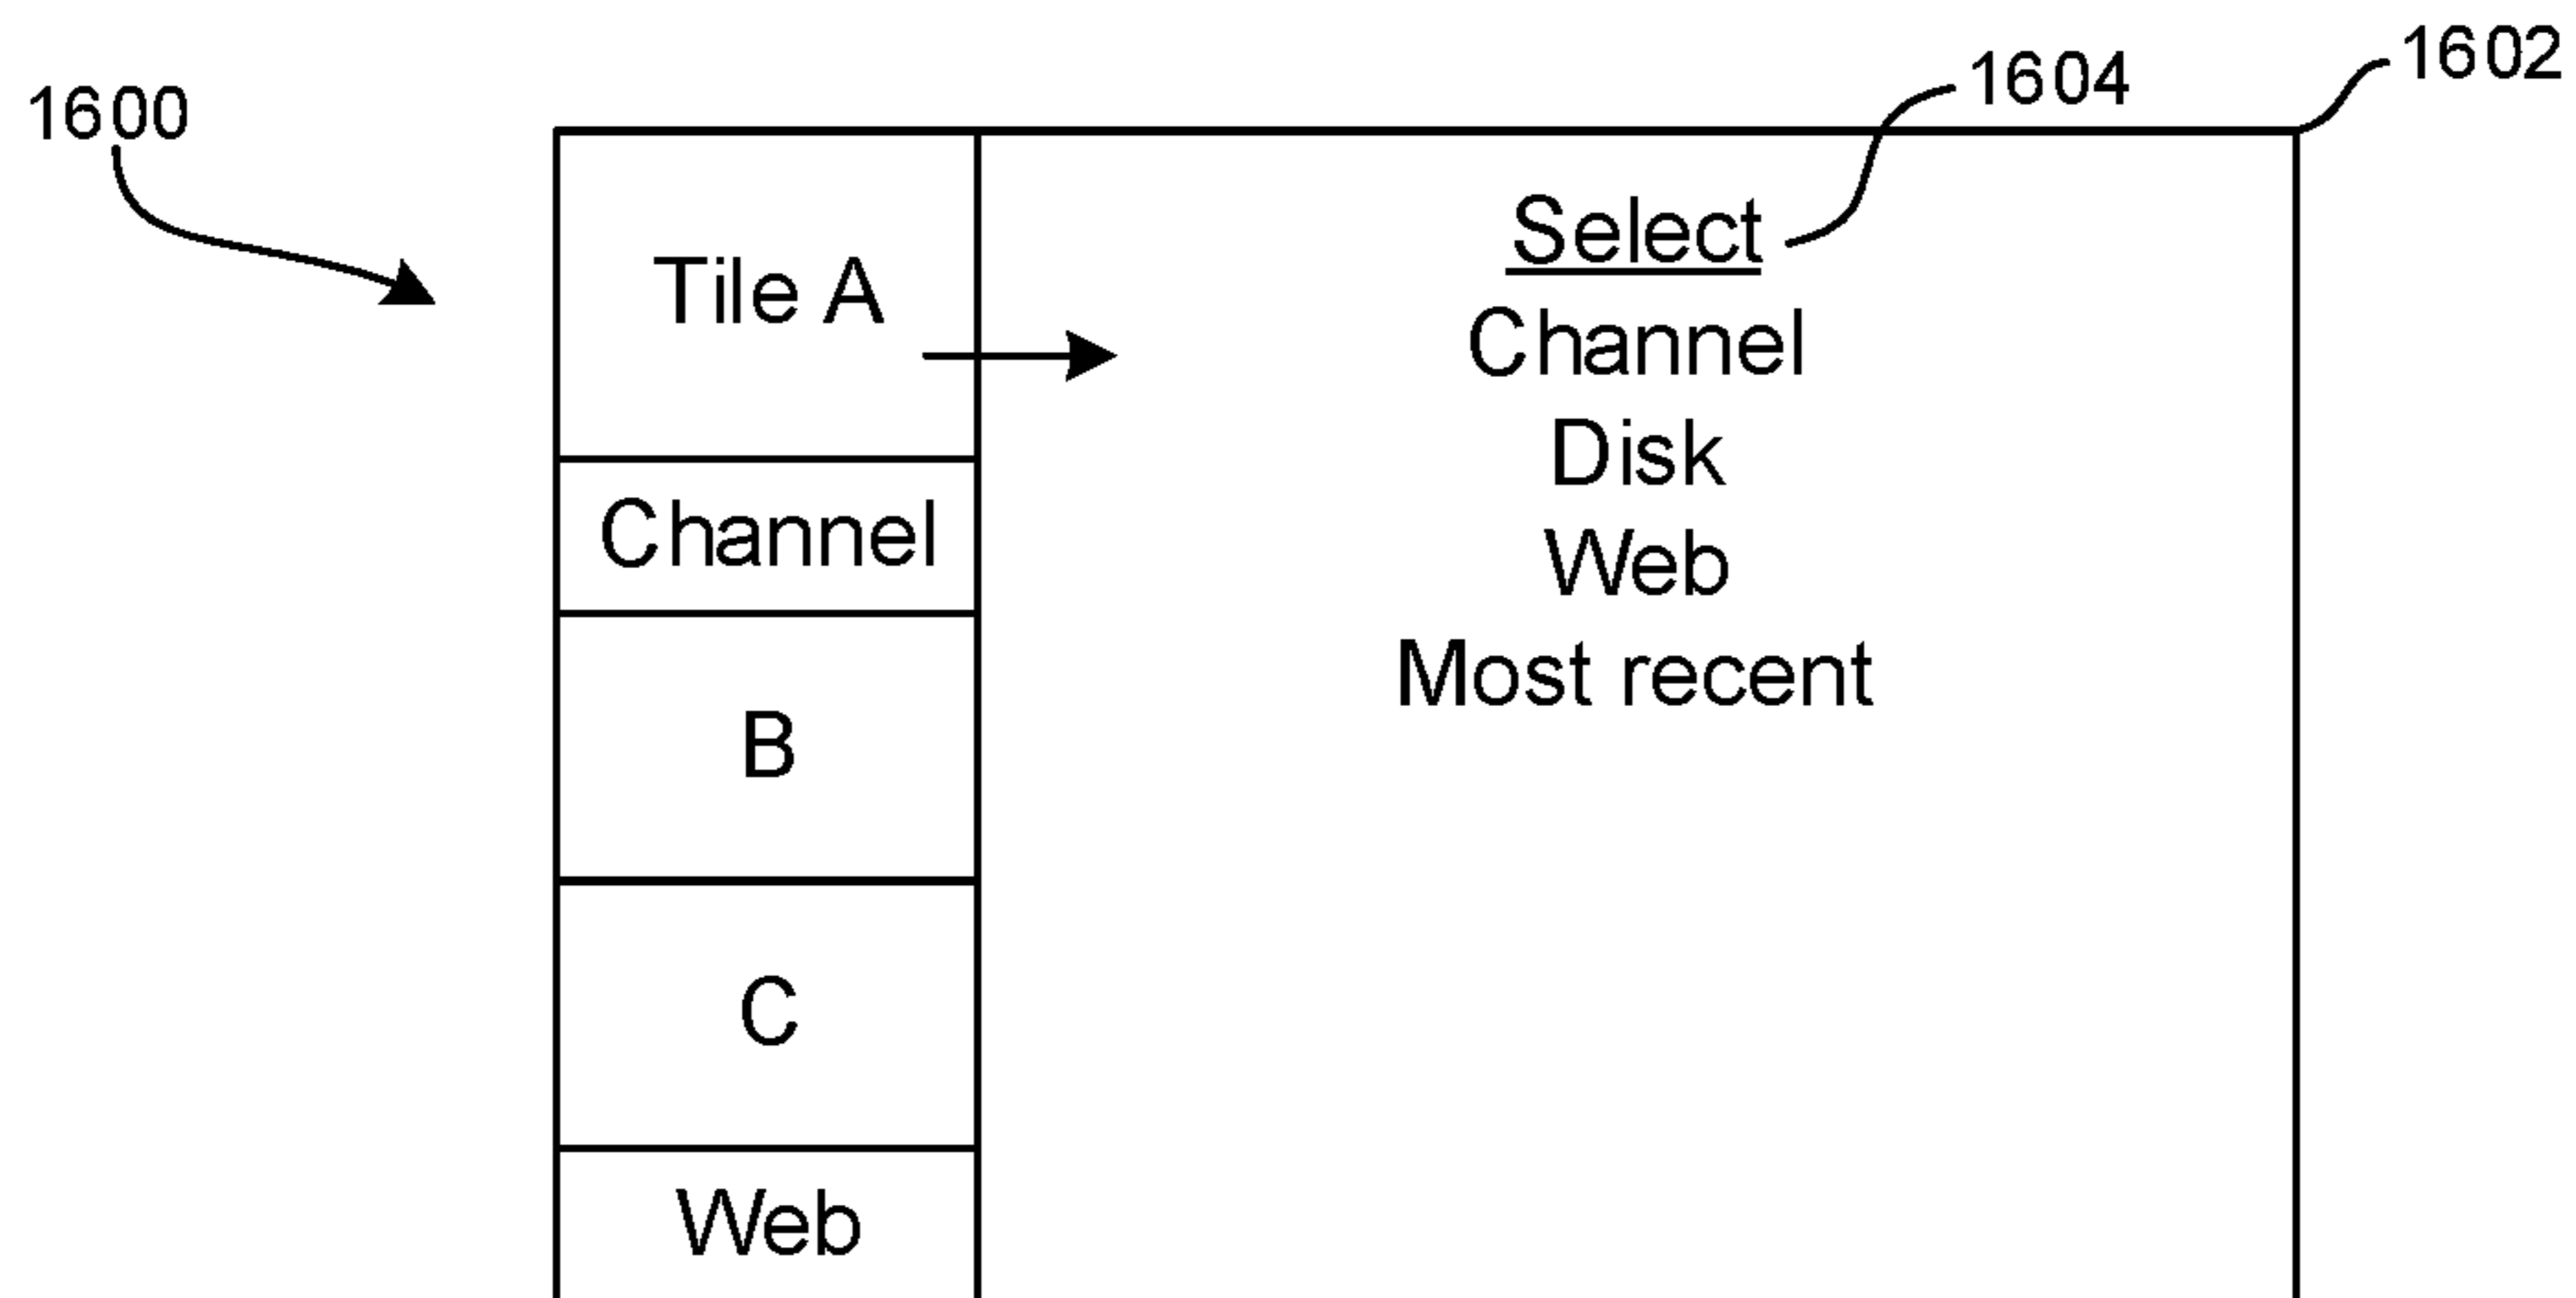 1602
1604
1600
Select
Tile A
Channel
Disk
Channel
Web
Most recent
B
C
Web